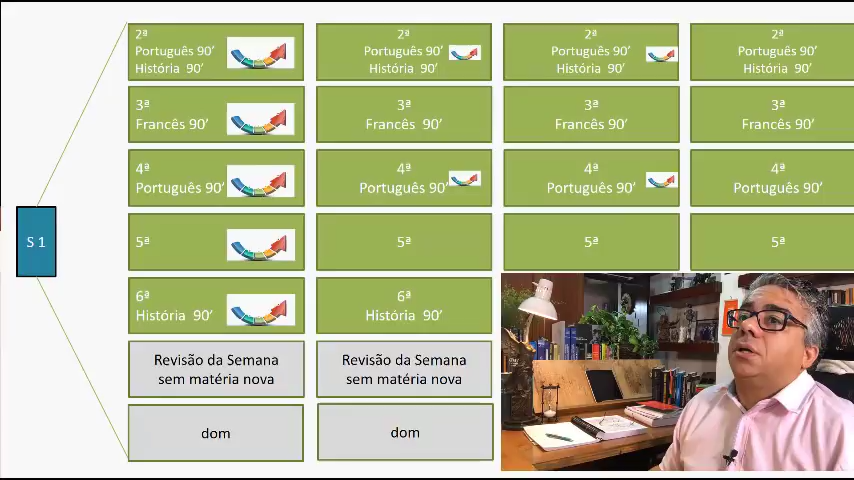 S 1
2ª
Português 90’
História 90’
3ª
Francês 90’
4ª
Português 90’
5ª
6ª
História 90’
Revisão da Semana
sem matéria nova
dom
2ª
Português 90’
História 90’
3ª
Francês 90’
4ª
Português 90’
5ª
6ª
História 90’
Revisão da Semana
sem matéria nova
dom
2ª
Português 90’
História 90’
3ª
Francês 90’
4ª
Português 90’
5ª
2ª
Português 90’
História 90’
3ª
Francês 90’
4ª
Português 90’
5ª